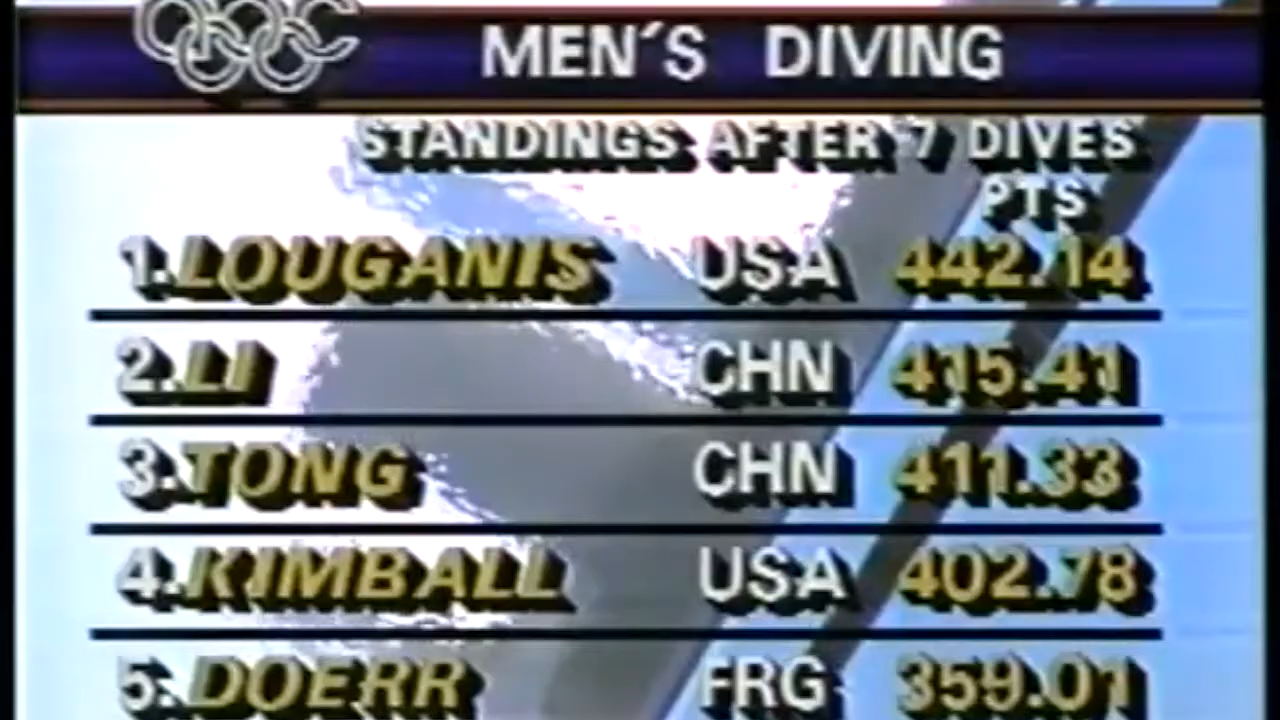 MEN'S DIVING
STANDINGS AFTER 7 DIVES
PTS
1. LOUGANIS USA 442.14
2. LI CHN 415.41
3. TONG CHN 411.33
4. KIMBALL USA 402.78
5. DOERR FRG 359.01